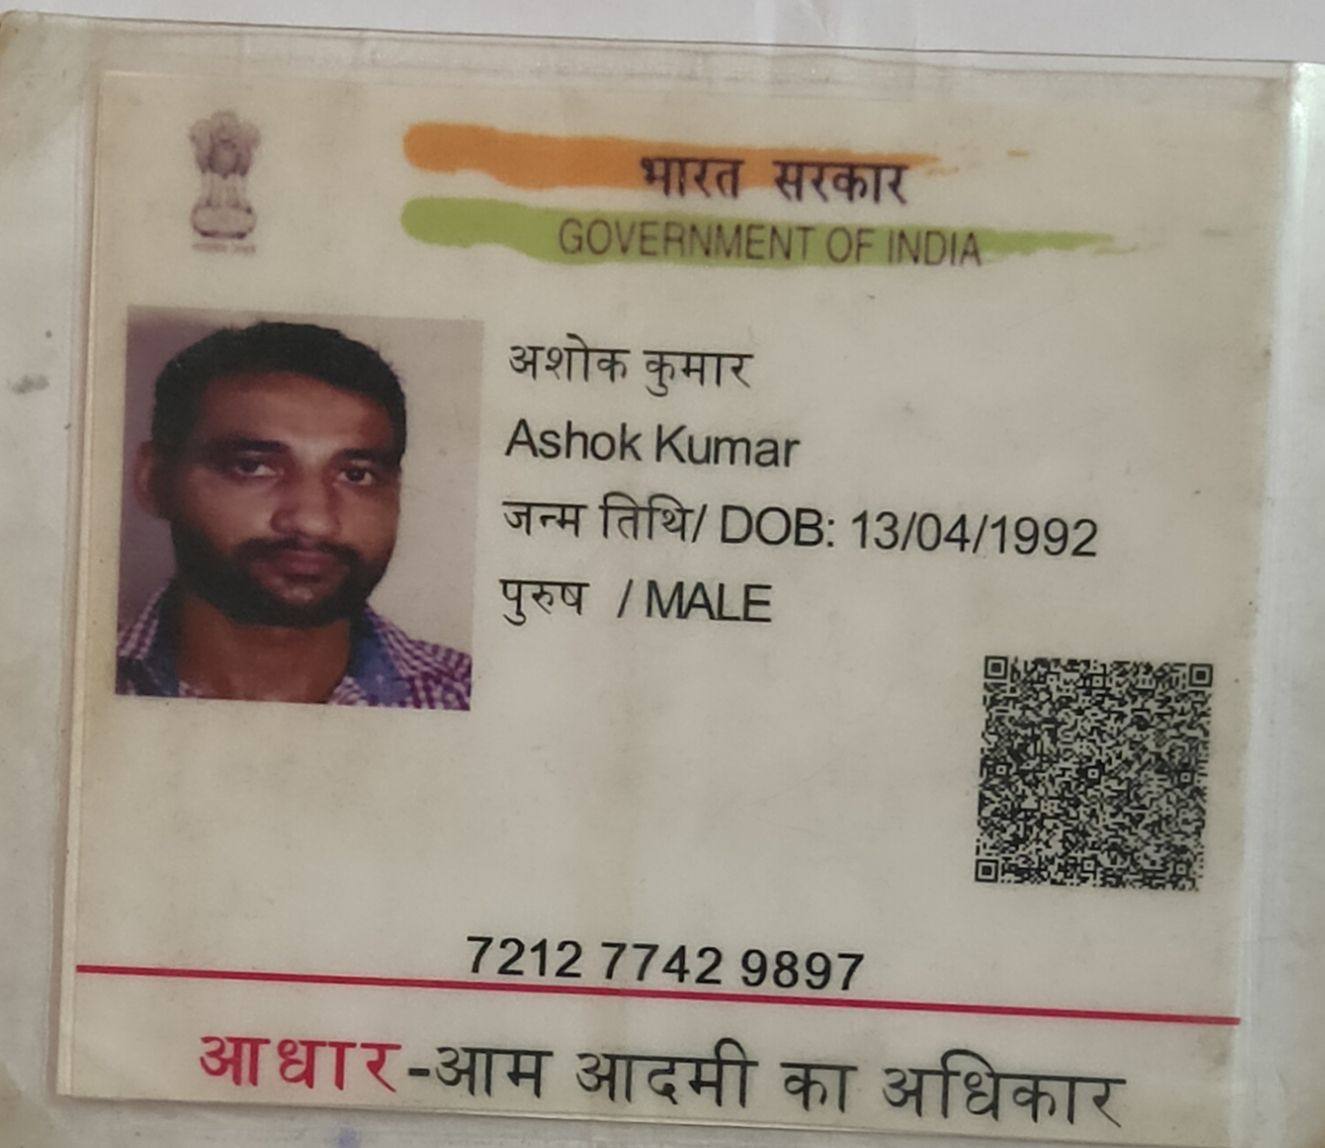 भारत सरकार
GOVERNMENT OF INDIA
अशोक कुमार
Ashok Kumar
जन्म तिथि/ DOB: 13/04/1992
पुरुष / MALE
7212 7742 9897
आधार-आम आदमी का अधिकार